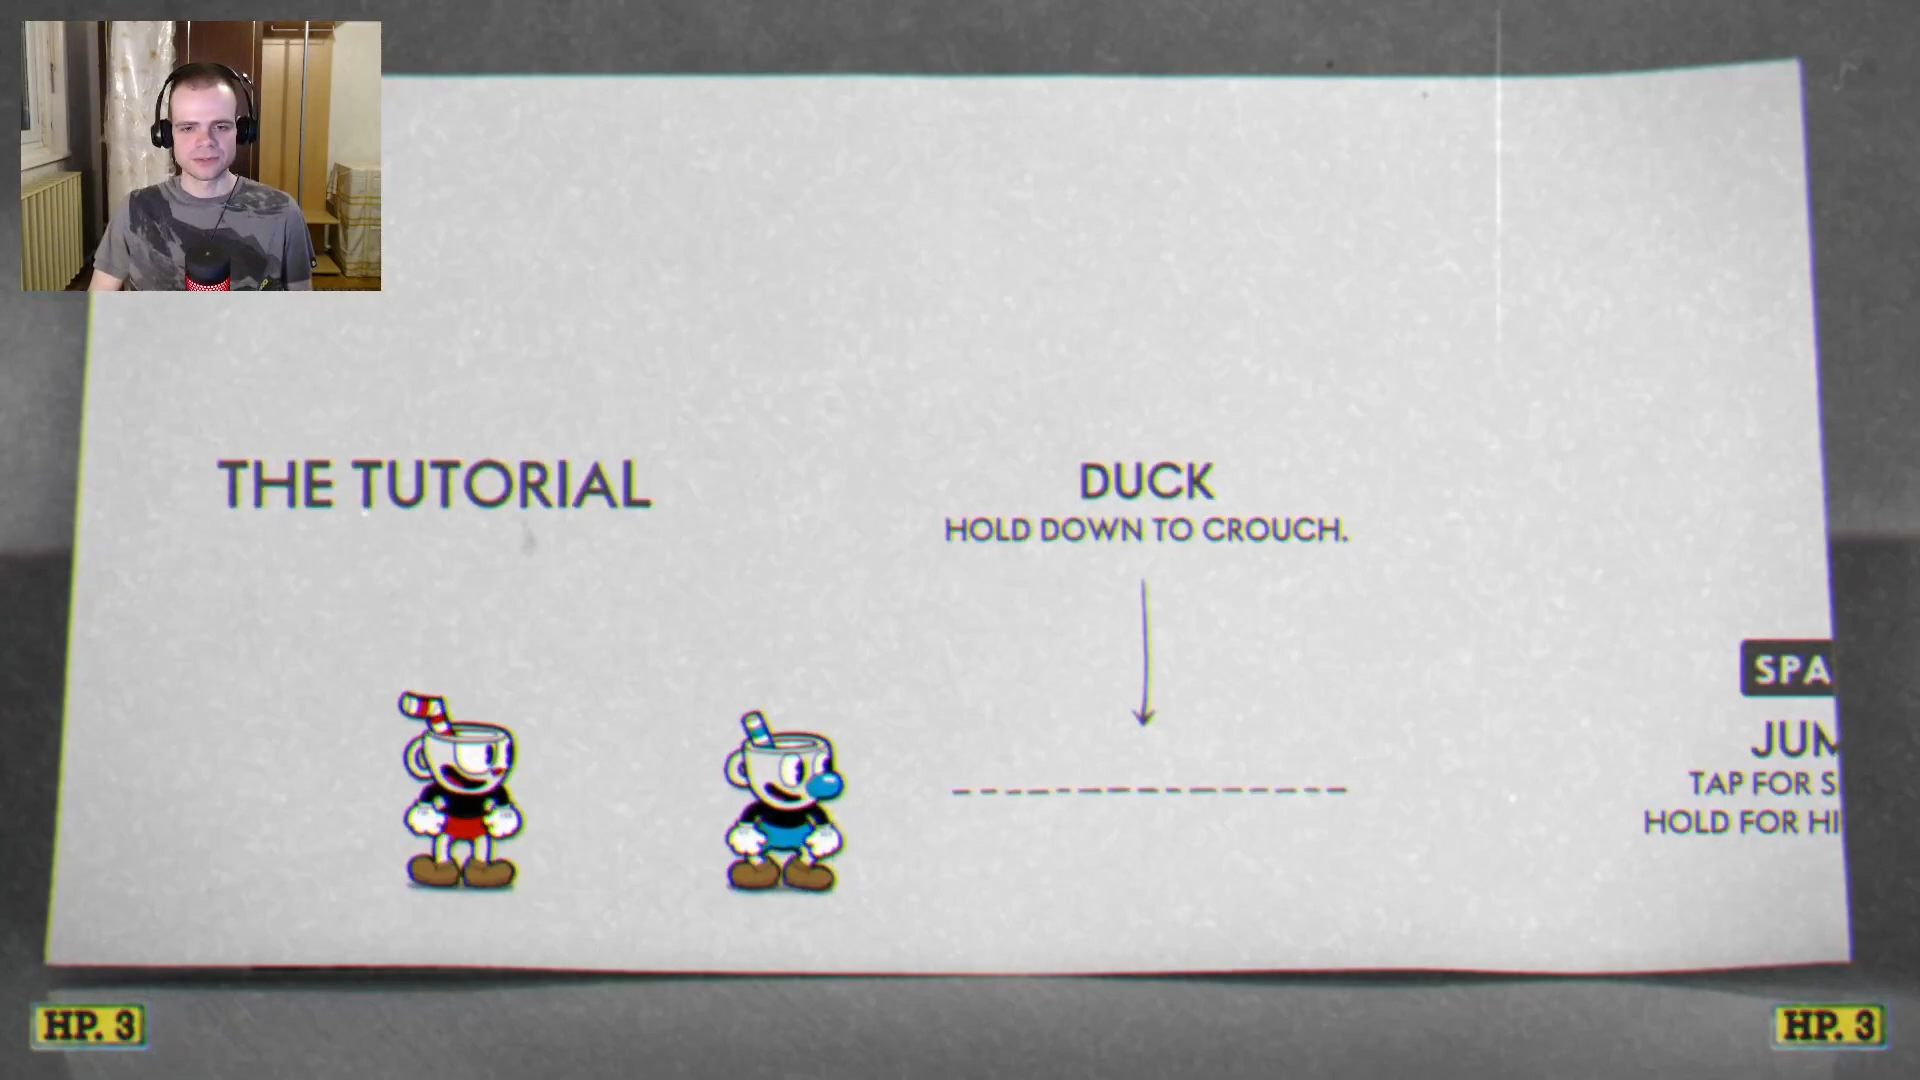 THE TUTORIAL
DUCK
HOLD DOWN TO CROUCH.
SPA
JUM
TAP FOR S
HOLD FOR HI
HP. 3
HP. 3